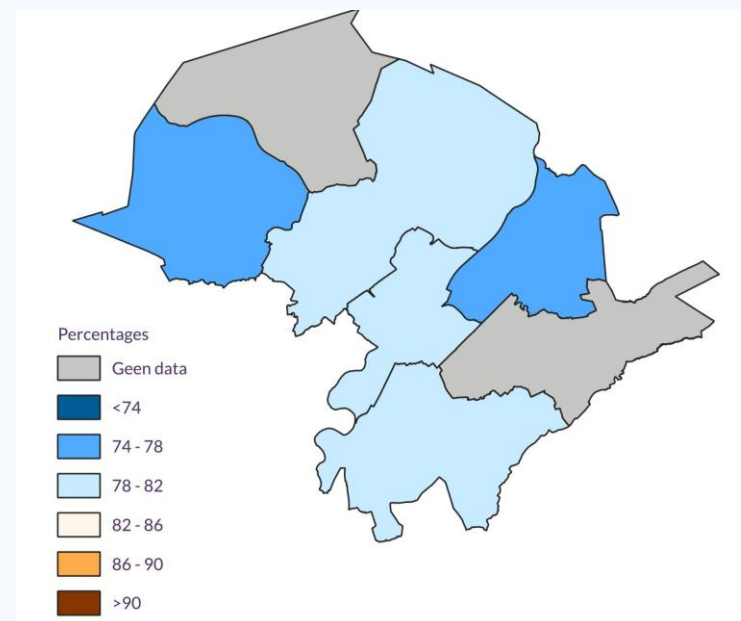 Percentages
Geen data
<74
74 - 78
78 - 82
82 - 86
86 - 90
>90